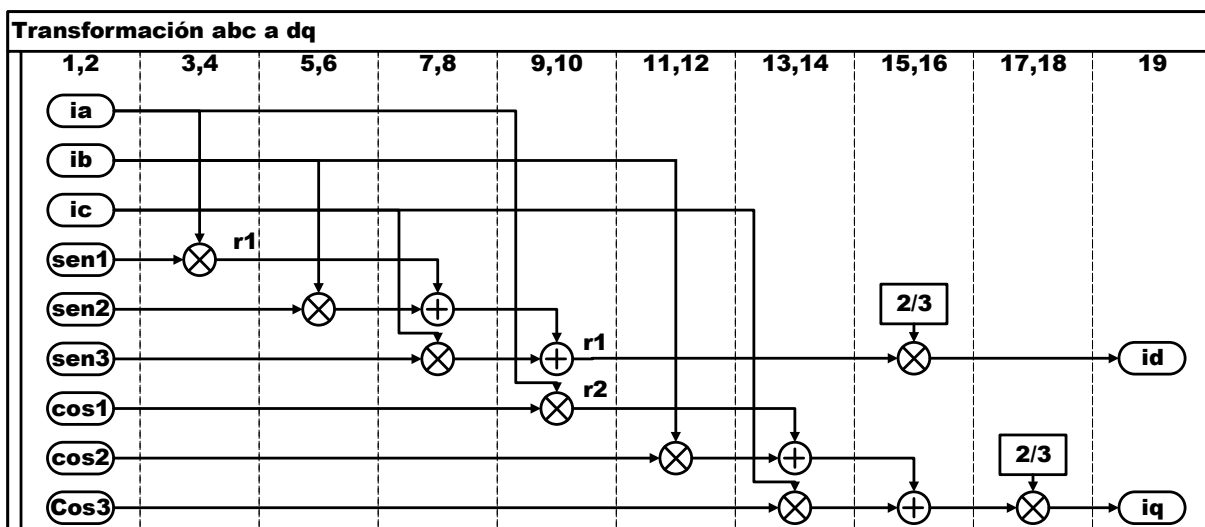 Transformación abc a dq
1,2 3,4 5,6 7,8 9,10 11,12 13,14 15,16 17,18 19
ia
ib
ic
sen1 r1
sen2 2/3
sen3 r1 id
cos1 r2
cos2 2/3
Cos3 iq